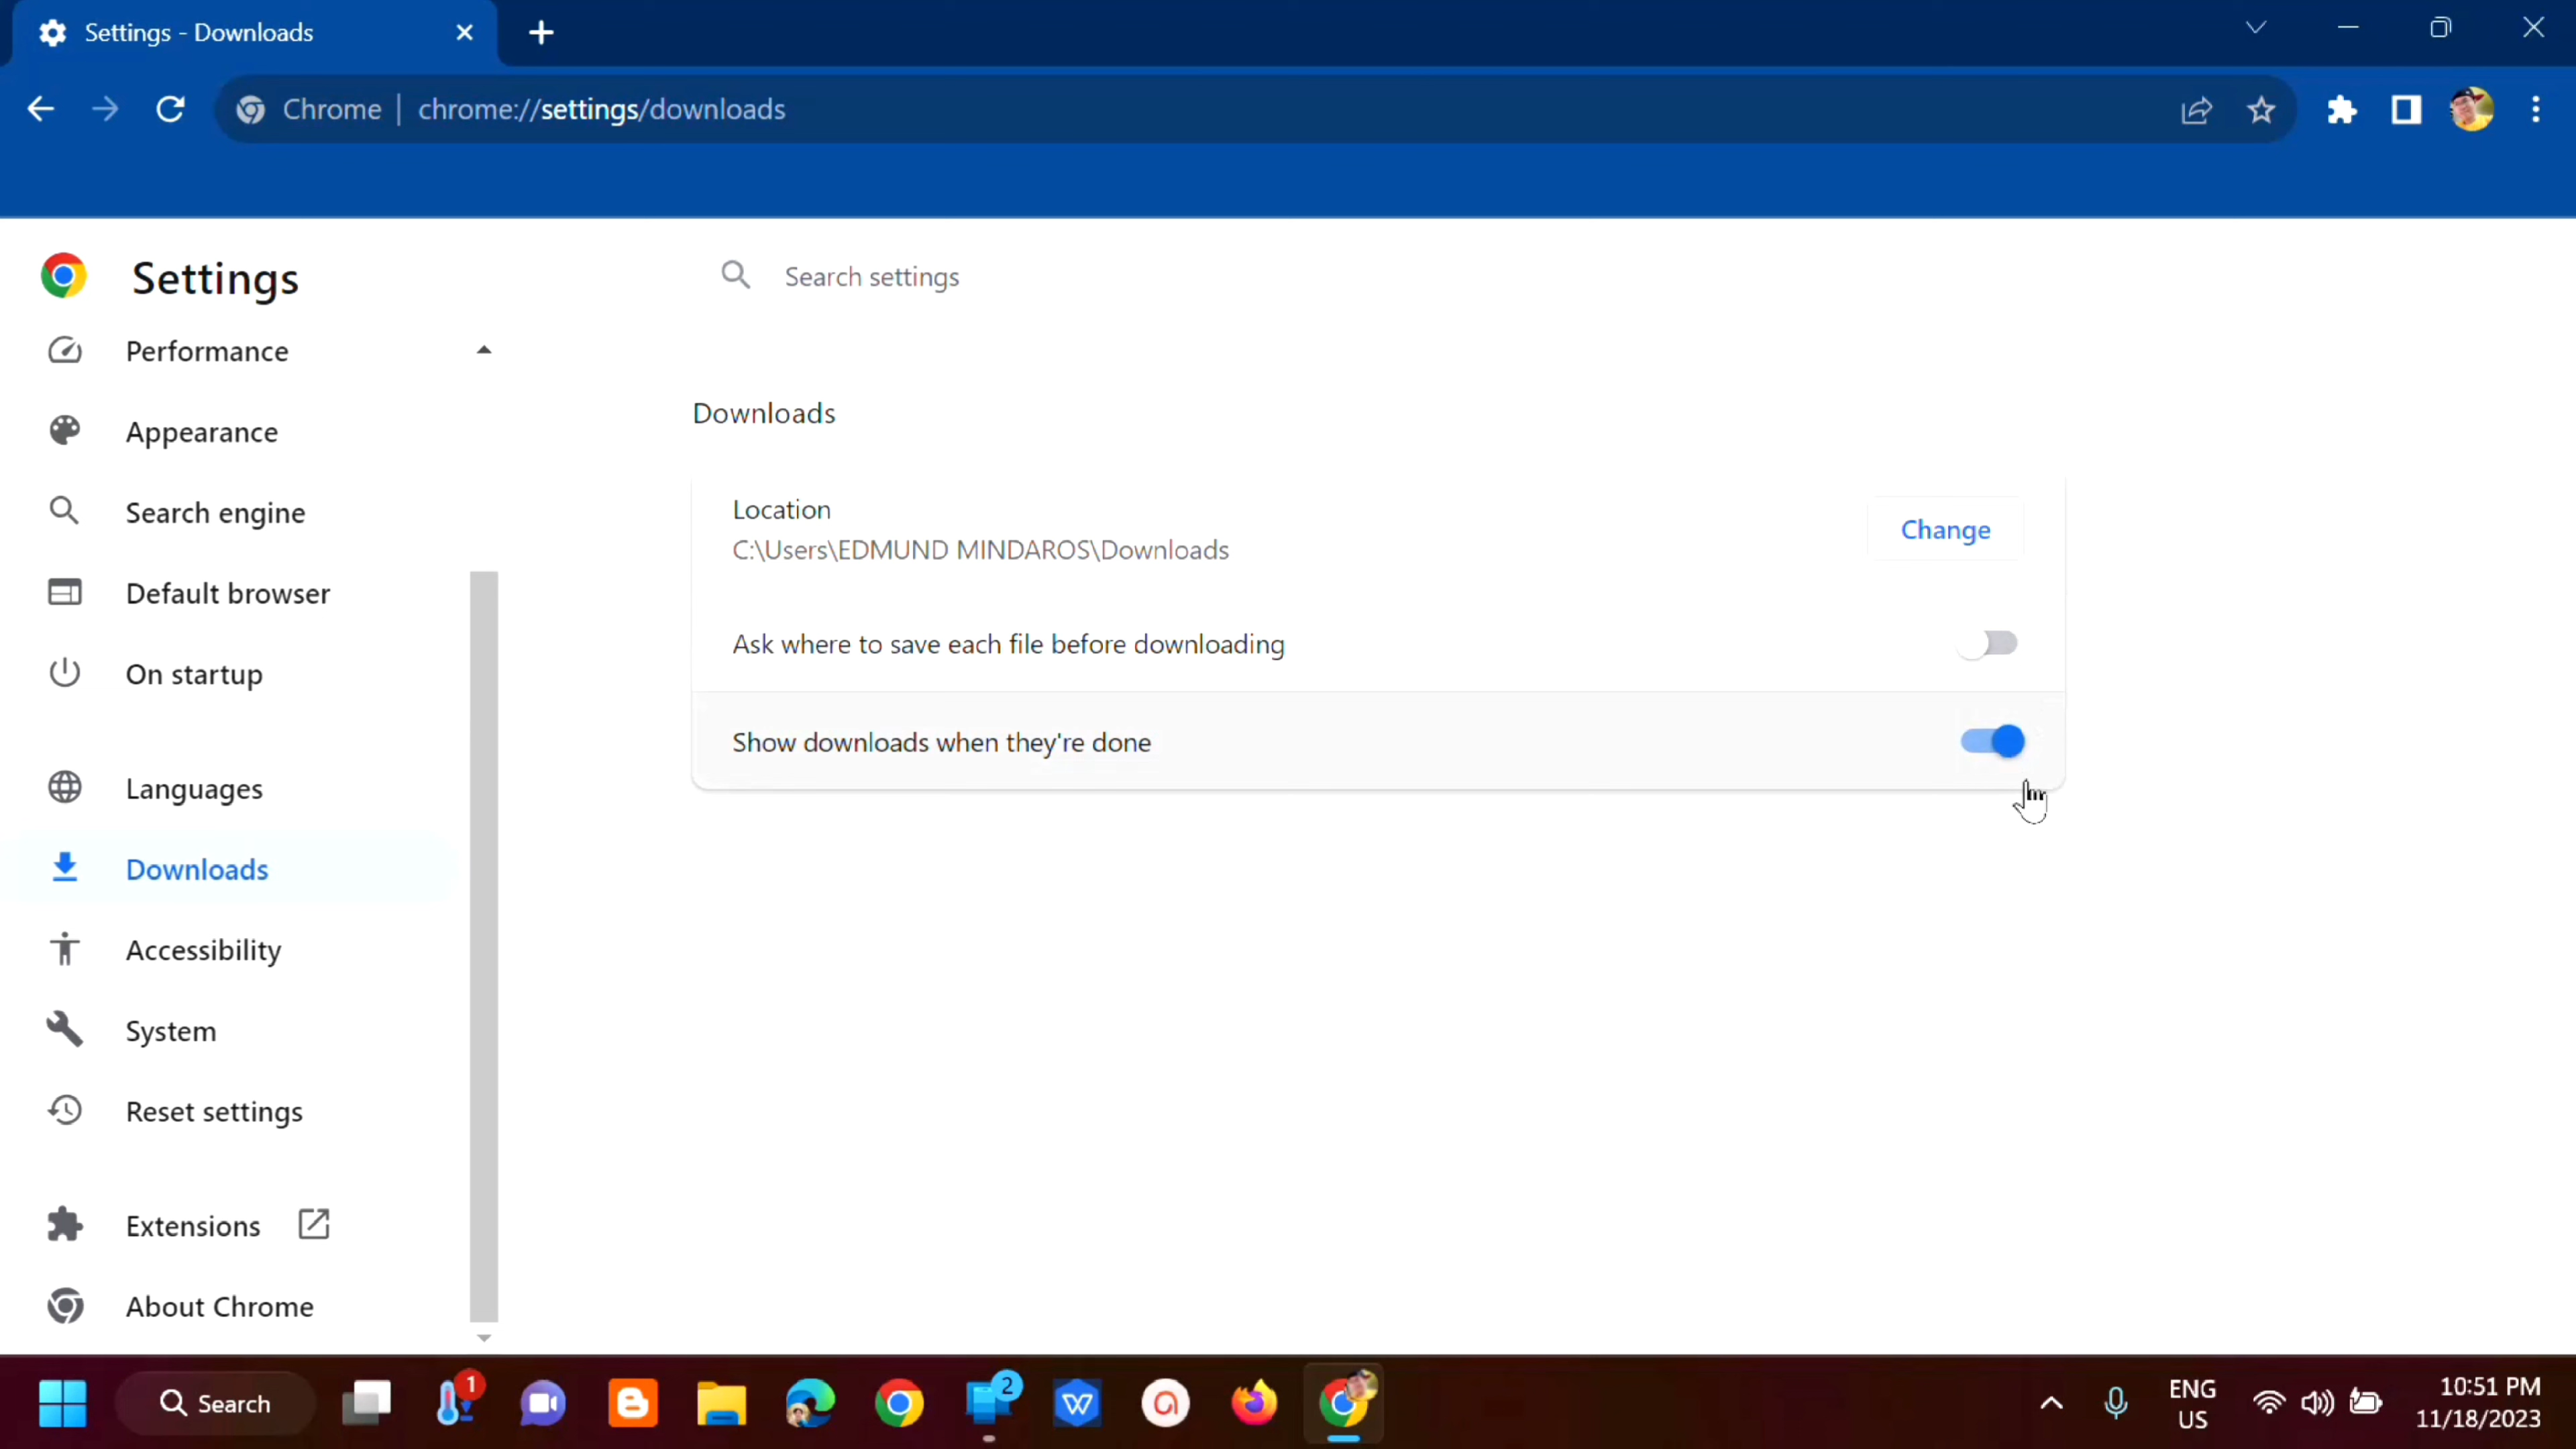 Settings - Downloads
Chrome | chrome://settings/downloads
Settings
Search settings
Performance
Appearance
Search engine
Default browser
On startup
Languages
Downloads
Accessibility
System
Reset settings
Extensions
About Chrome
Downloads
Location
Change
C:\Users\EDMUND MINDAROS\Downloads
Ask where to save each file before downloading
Show downloads when they're done
Search
1
2
ENG
US
10:51 PM
11/18/2023